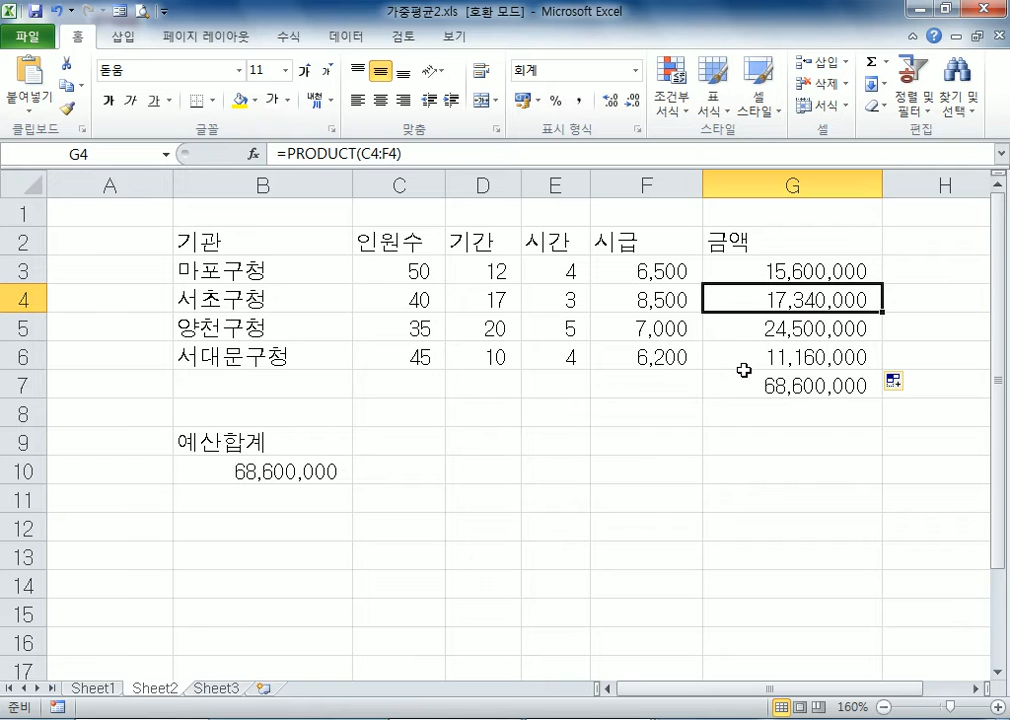 가중평균2.xls [호환 모드] - Microsoft Excel
파일 홈 삽입 페이지 레이아웃 수식 데이터 검토 보기
붙여넣기 돋움 11 가 가 회계 조건부 서식 표 서식 셀 스타일 삽입 삭제 서식 정렬 및 필터 찾기 및 선택
가 가 가 가 내천 % ,
클립보드 글꼴 맞춤 표시 형식 스타일 셀 편집
G4 fx =PRODUCT(C4:F4)
A B C D E F G H
1
2 기관 인원수 기간 시간 시급 금액
3 마포구청 50 12 4 6,500 15,600,000
4 서초구청 40 17 3 8,500 17,340,000
5 양천구청 35 20 5 7,000 24,500,000
6 서대문구청 45 10 4 6,200 11,160,000
7 68,600,000
8
9 예산합계
10 68,600,000
11
12
13
14
15
16
17
Sheet1 Sheet2 Sheet3
준비 160%